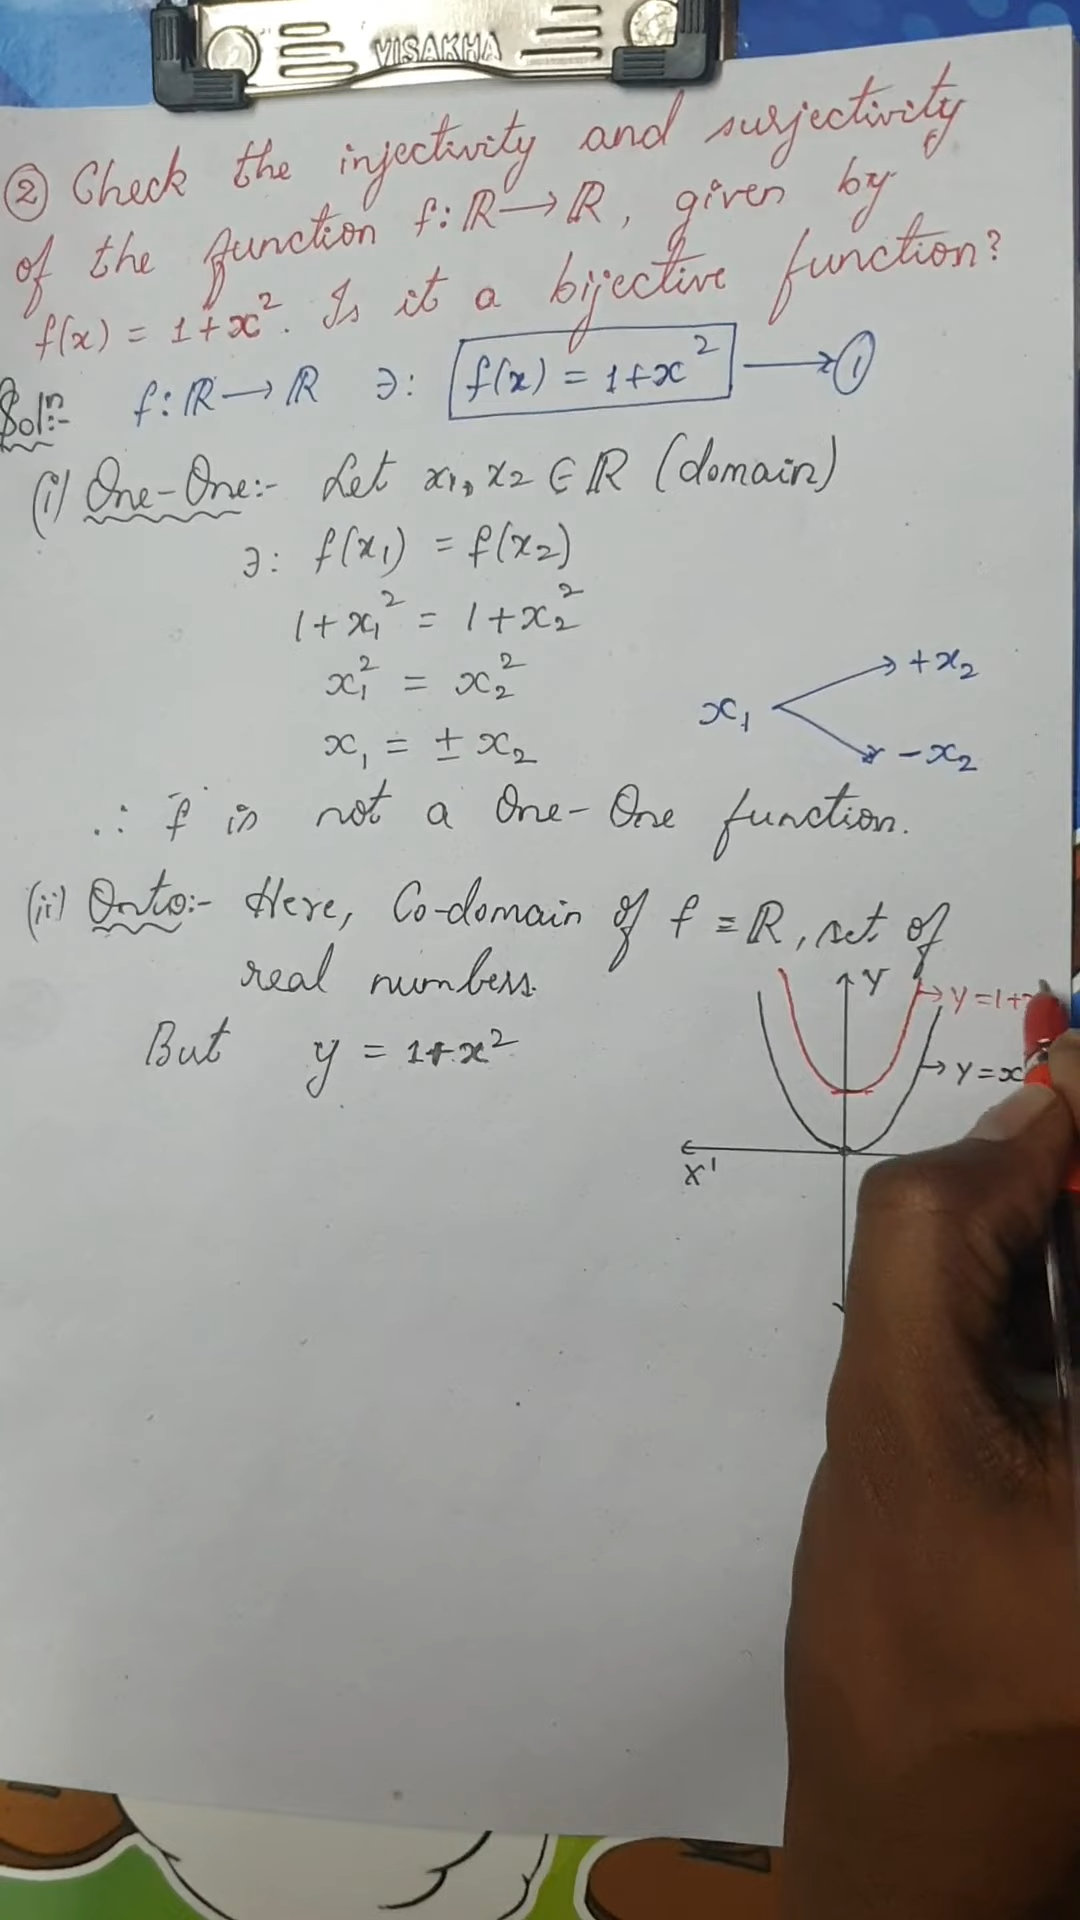 VISAKHA
② Check the injectivity and surjectivity
of the function f: ℝ → ℝ, given by
f(x) = 1+x². Is it a bijective function?
Solⁿ:- f: ℝ → ℝ ∋: f(x) = 1+x² → ①
(i) One-One:- Let x₁, x₂ ∈ ℝ (domain)
∋: f(x₁) = f(x₂)
1+x₁² = 1+x₂²
x₁² = x₂²
x₁ = ± x₂
x₁ → +x₂
→ -x₂
∴ f is not a One-One function.
(ii) Onto:- Here, Co-domain of f = ℝ, set of
real numbers.
But y = 1+x²
Y
→ y=1+
→ y=x
X'